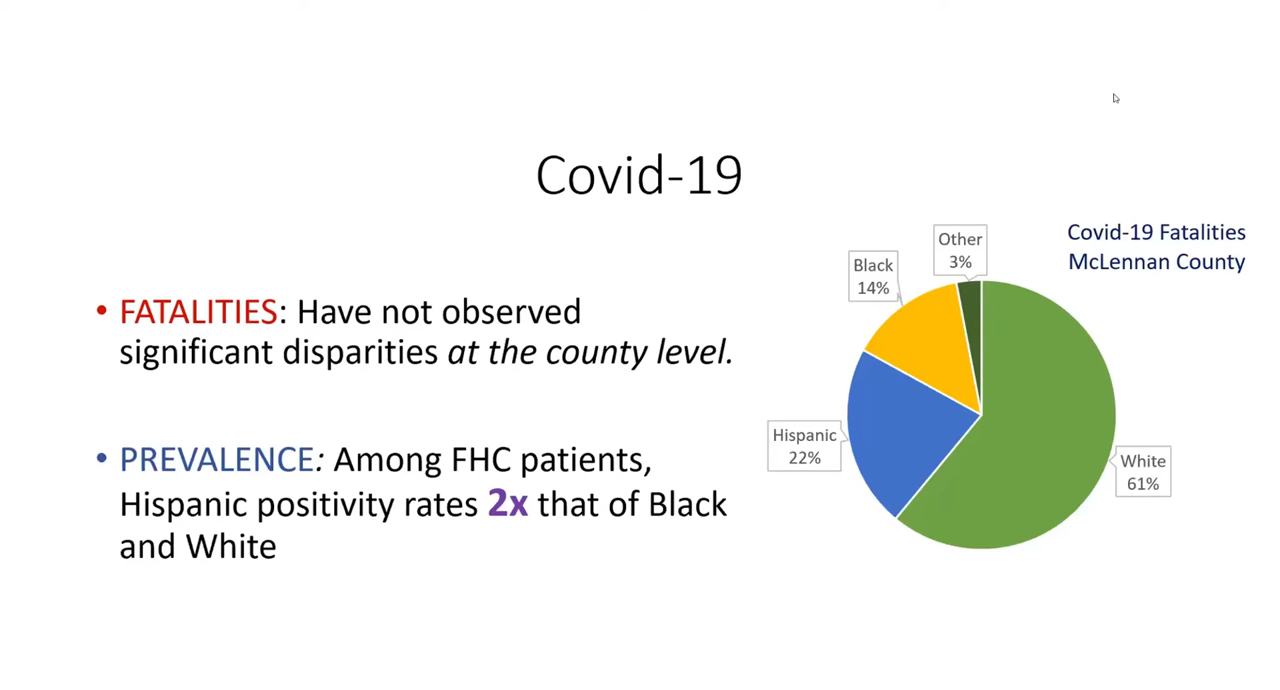 Covid-19
• FATALITIES: Have not observed
significant disparities at the county level.
• PREVALENCE: Among FHC patients,
Hispanic positivity rates 2x that of Black
and White
Covid-19 Fatalities
McLennan County
Other
3%
Black
14%
Hispanic
22%
White
61%